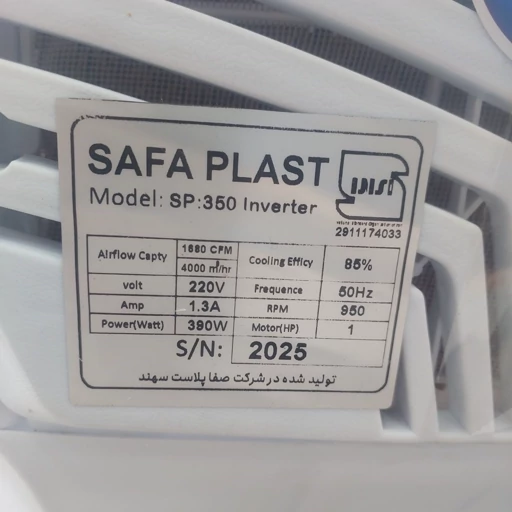 SAFA PLAST
Model: SP:350 Inverter
2911174033
Airflow Capty 1680 CFM Cooling Efficy 85%
4000 m³/hr
volt 220V Frequence 50Hz
Amp 1.3A RPM 950
Power(Watt) 390W Motor(HP) 1
S/N: 2025
تولید شده در شرکت صفا پلاست سهند